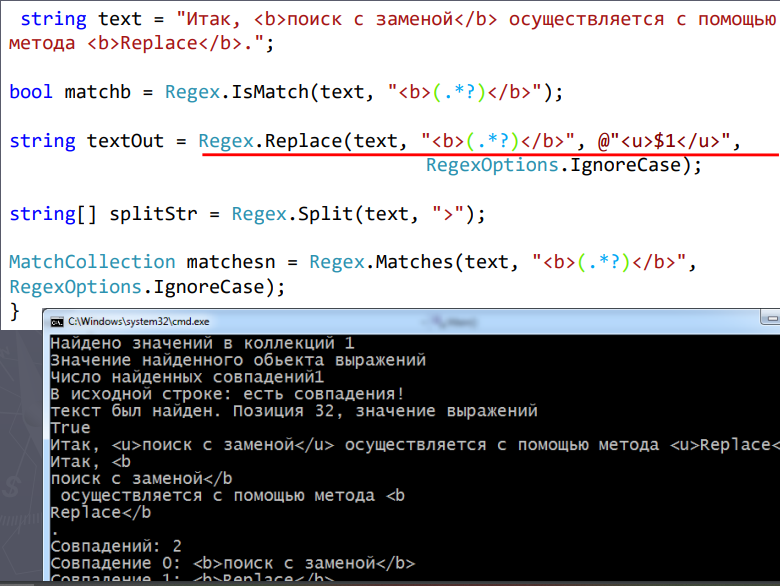 string text = "Итак, <b>поиск с заменой</b> осуществляется с помощью
метода <b>Replace</b>.";
bool matchb = Regex.IsMatch(text, "<b>(.*?)</b>");
string textOut = Regex.Replace(text, "<b>(.*?)</b>", @"<u>$1</u>",
RegexOptions.IgnoreCase);
string[] splitStr = Regex.Split(text, ">");
MatchCollection matchesn = Regex.Matches(text, "<b>(.*?)</b>",
RegexOptions.IgnoreCase);
}
C:\Windows\system32\cmd.exe
Найдено значений в коллекций 1
Значение найденного обьекта выражений
Число найденных совпадений1
В исходной строке: есть совпадения!
текст был найден. Позиция 32, значение выражений
True
Итак, <u>поиск с заменой</u> осуществляется с помощью метода <u>Replace<
Итак, <b
поиск с заменой</b
осуществляется с помощью метода <b
Replace</b
.
Совпадений: 2
Совпадение 0: <b>поиск с заменой</b>
Совпадение 1: <b>Replace</b>